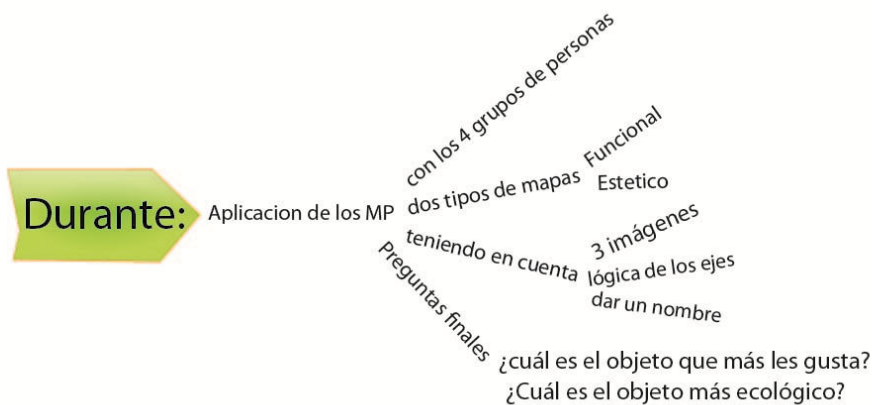 Durante:
Aplicacion de los MP
con los 4 grupos de personas
dos tipos de mapas
Funcional
Estetico
teniendo en cuenta
3 imágenes
lógica de los ejes
dar un nombre
Preguntas finales
¿cuál es el objeto que más les gusta?
¿Cuál es el objeto más ecológico?